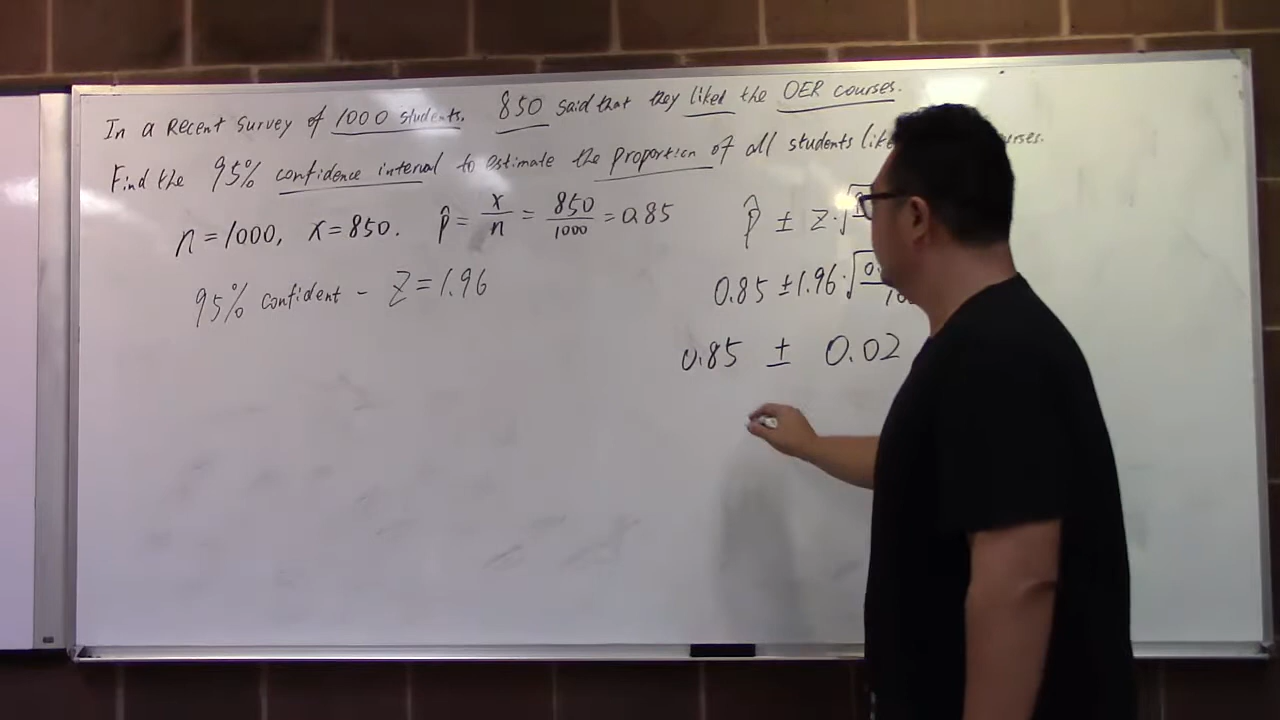 In a Recent Survey of 1000 students, 850 said that they liked the OER courses.
Find the 95% confidence interval to estimate the proportion of all students
n=1000, x=850. p̂ = x/n = 850/1000 = 0.85
95% confident - Z=1.96
p̂ ± Z·√
0.85 ± 1.96·√
0.85 ± 0.02